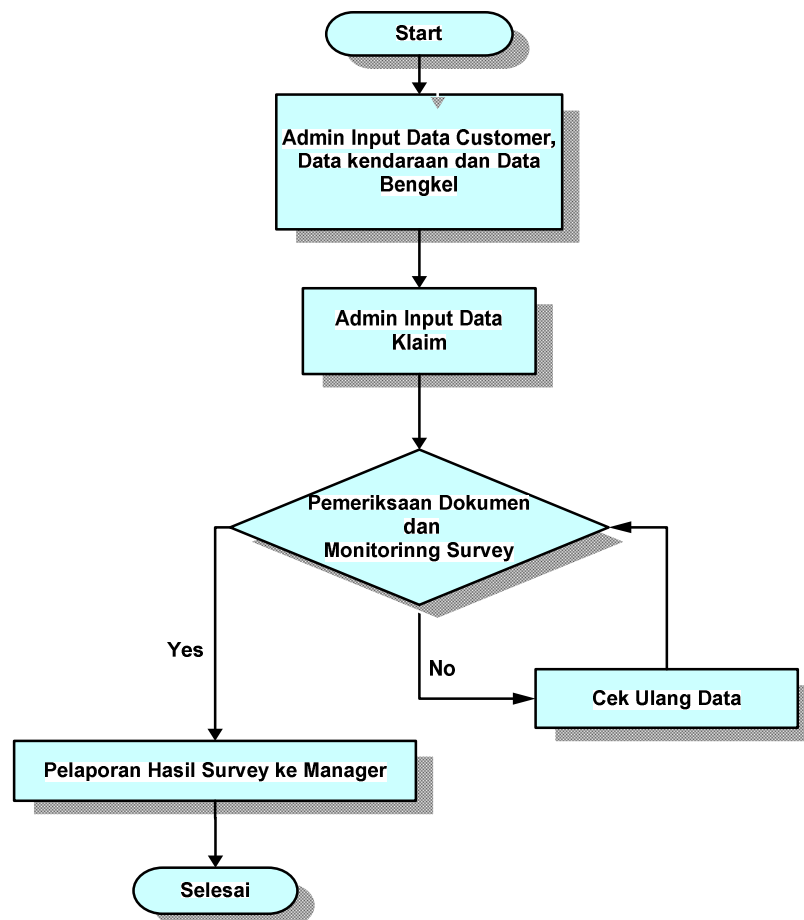 Start
Admin Input Data Customer,
Data kendaraan dan Data
Bengkel
Admin Input Data
Klaim
Pemeriksaan Dokumen
dan
Monitorinng Survey
Yes
No
Cek Ulang Data
Pelaporan Hasil Survey ke Manager
Selesai